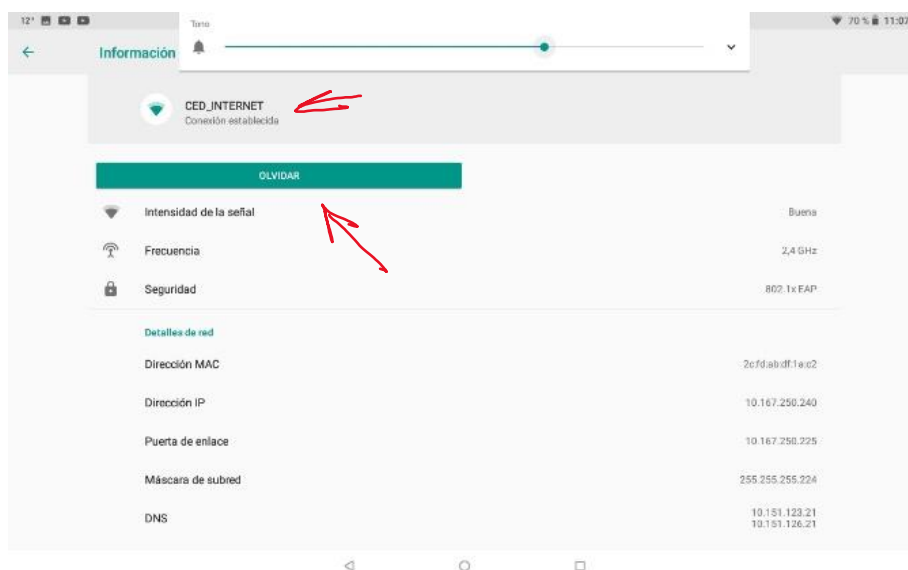 12° 70 % 11:07
Tono
Información
CED_INTERNET
Conexión establecida
OLVIDAR
Intensidad de la señal Buena
Frecuencia 2,4 GHz
Seguridad 802.1x EAP
Detalles de red
Dirección MAC 2c:fd:ab:df:1a:c2
Dirección IP 10.167.250.240
Puerta de enlace 10.167.250.225
Máscara de subred 255.255.255.224
DNS 10.151.123.21
10.151.126.21